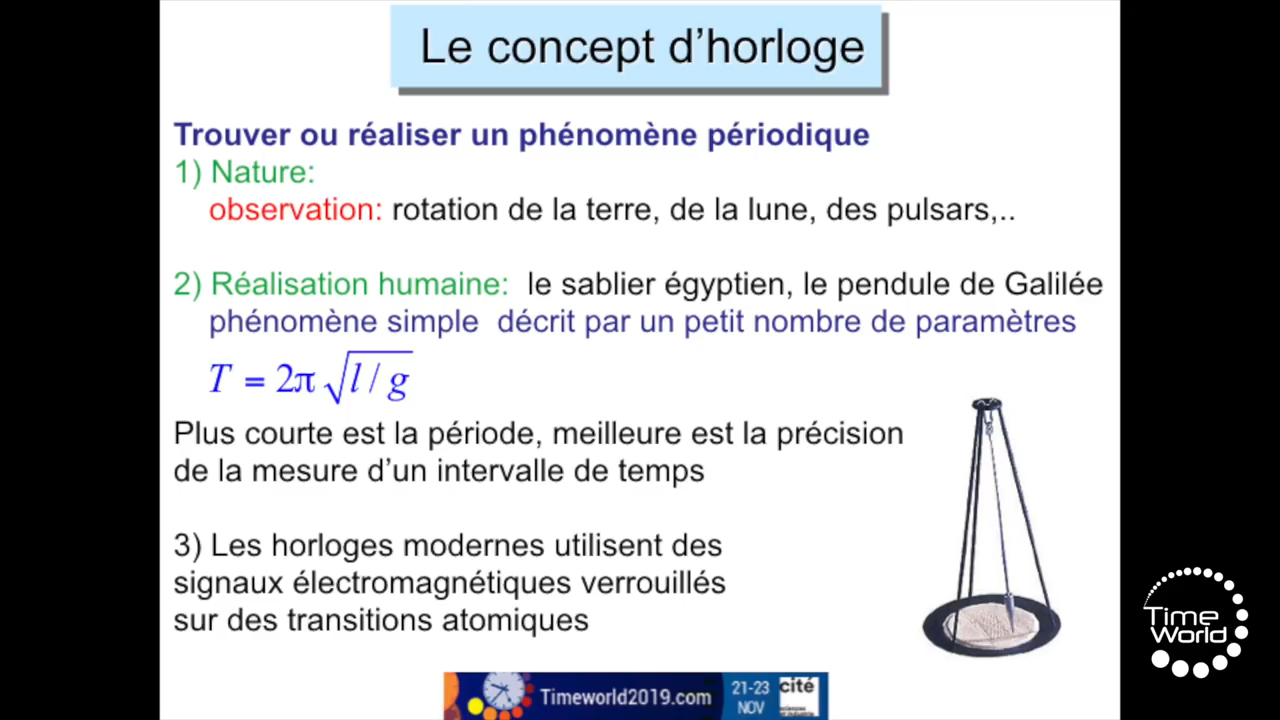 Le concept d’horloge
Trouver ou réaliser un phénomène périodique
1) Nature:
observation: rotation de la terre, de la lune, des pulsars,..
2) Réalisation humaine: le sablier égyptien, le pendule de Galilée
phénomène simple décrit par un petit nombre de paramètres
T = 2π √l / g
Plus courte est la période, meilleure est la précision
de la mesure d’un intervalle de temps
3) Les horloges modernes utilisent des
signaux électromagnétiques verrouillés
sur des transitions atomiques
Time
World
Timeworld2019.com
21-23
NOV
cité